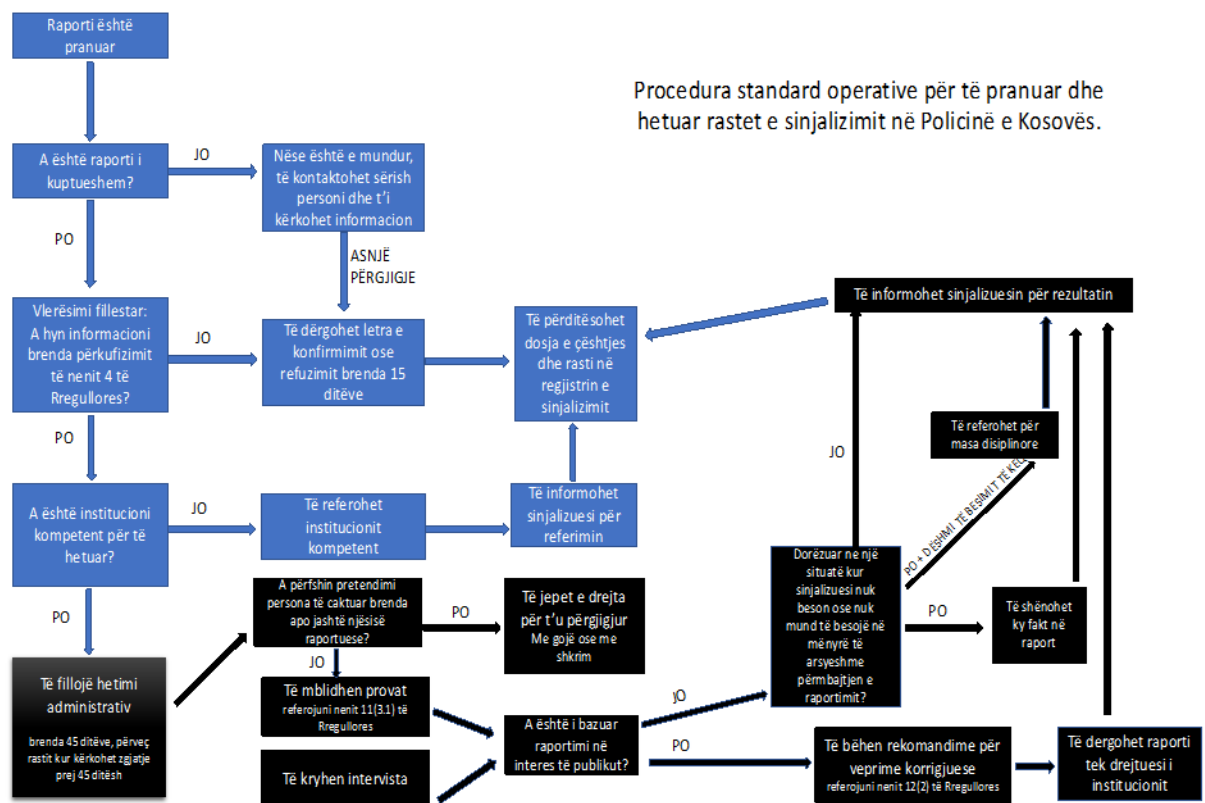 Raporti është
pranuar
Procedura standard operative për të pranuar dhe
hetuar rastet e sinjalizimit në Policinë e Kosovës.
A është raporti i
kuptueshem?
JO
Nëse është e mundur,
të kontaktohet sërish
personi dhe t'i
kërkohet informacion
PO
ASNJË
PËRGJIGJE
Vlerësimi fillestar:
A hyn informacioni
brenda përkufizimit
të nenit 4 të
Rregullores?
JO
Të dërgohet letra e
konfirmimit ose
refuzimit brenda 15
ditëve
Të përditësohet
dosja e çështjes
dhe rasti në
regjistrin e
sinjalizimit
Të informohet sinjalizuesin për rezultatin
PO
A është institucioni
kompetent për të
hetuar?
JO
Të referohet
institucionit
kompetent
Të informohet
sinjalizuesi për
referimin
JO
Të referohet për
masa disiplinore
PO + DËSHMI TË BESIMIT TË KEQ
PO
A përfshin pretendimi
persona të caktuar brenda
apo jashtë njësisë
raportuese?
PO
Të jepet e drejta
për t'u përgjigjur
Me gojë ose me
shkrim
Dorëzuar ne një
situatë kur
sinjalizuesi nuk
beson ose nuk
mund të besojë në
mënyrë të
arsyeshme
përmbajtjen e
raportimit?
PO
Të shënohet
ky fakt në
raport
Të fillojë hetimi
administrativ
brenda 45 ditëve, përveç
rastit kur kërkohet zgjatje
prej 45 ditësh
JO
Të mblidhen provat
referojuni nenit 11(3.1) të
Rregullores
Të kryhen intervista
A është i bazuar
raportimi në
interes të publikut?
JO
PO
Të bëhen rekomandime për
veprime korrigjuese
referojuni nenit 12(2) të Rregullores
Të dergohet raporti
tek drejtuesi i
institucionit